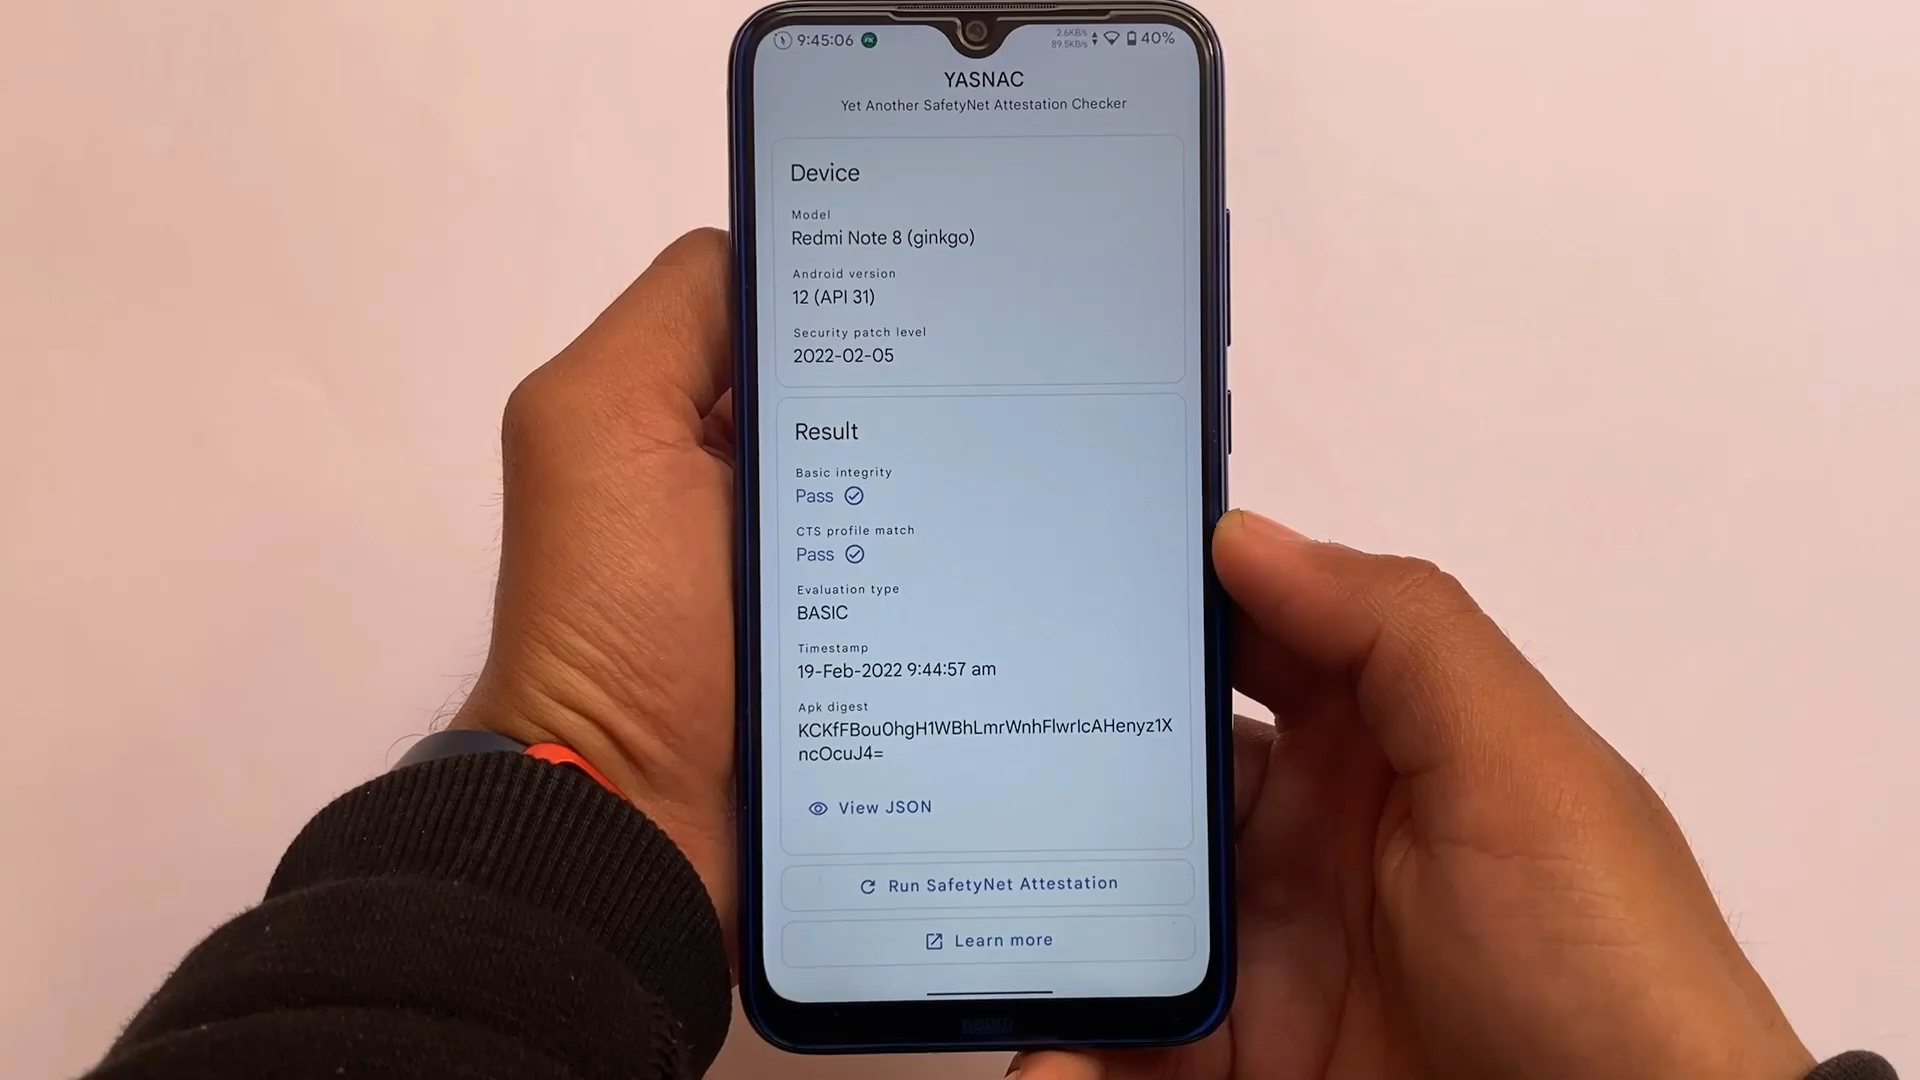 9:45:06
2.6KB/s
89.5KB/s
40%
YASNAC
Yet Another SafetyNet Attestation Checker
Device
Model
Redmi Note 8 (ginkgo)
Android version
12 (API 31)
Security patch level
2022-02-05
Result
Basic integrity
Pass
CTS profile match
Pass
Evaluation type
BASIC
Timestamp
19-Feb-2022 9:44:57 am
Apk digest
KCKfFBou0hgH1WBhLmrWnhFlwrIcAHenyz1X
ncOcuJ4=
View JSON
Run SafetyNet Attestation
Learn more